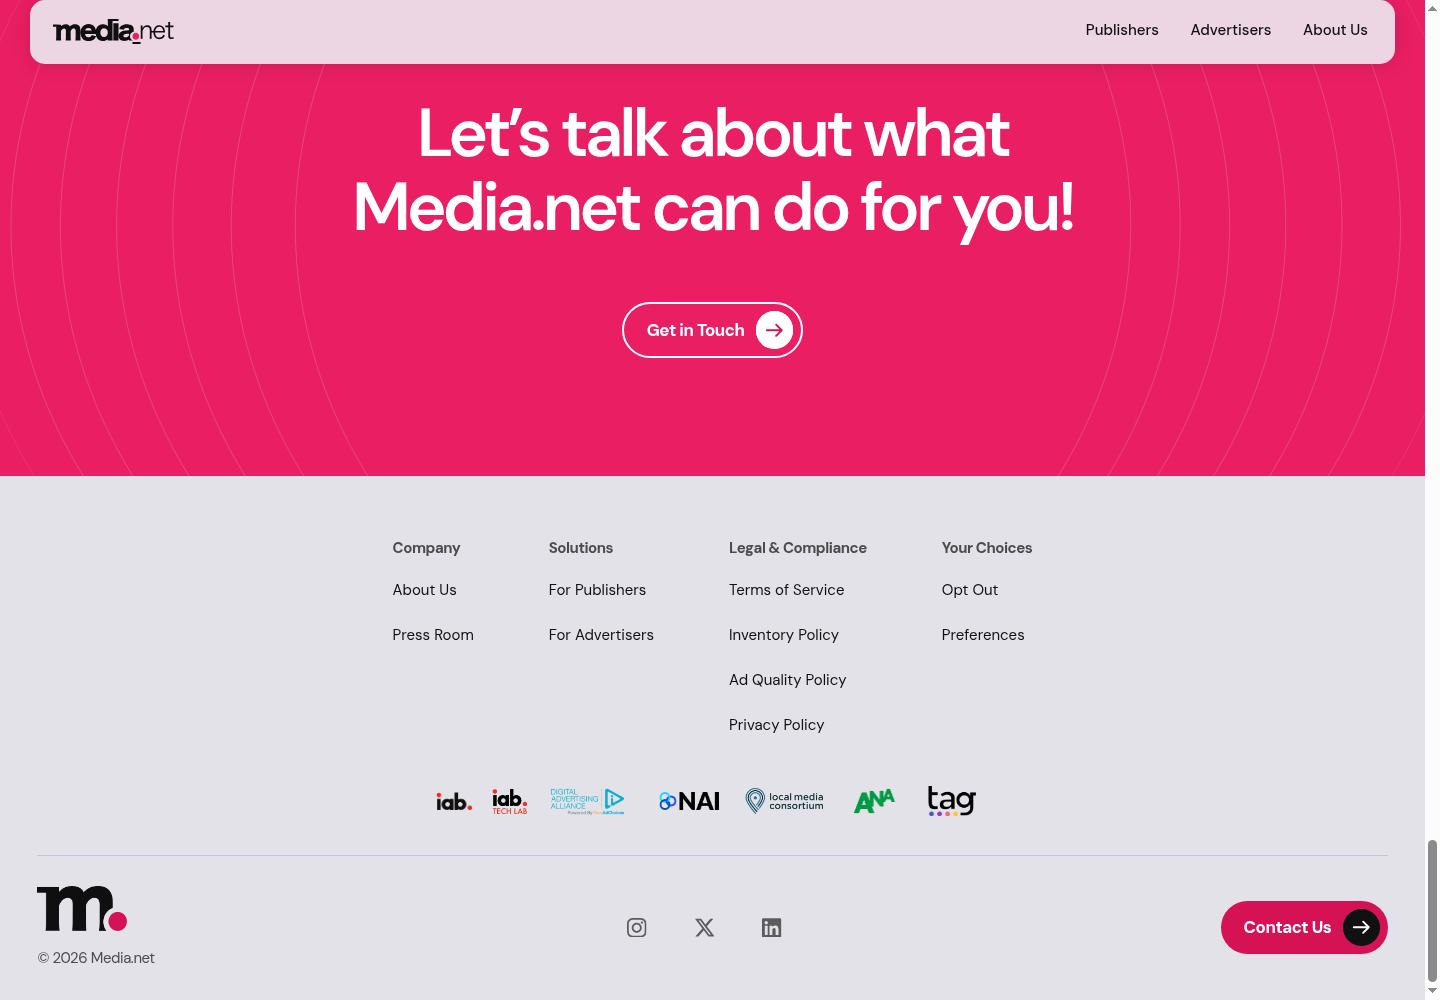 media.net
Publishers
Advertisers
About Us
Let’s talk about what
Media.net can do for you!
Get in Touch
Company
Solutions
Legal & Compliance
Your Choices
About Us
For Publishers
Terms of Service
Opt Out
Press Room
For Advertisers
Inventory Policy
Preferences
Ad Quality Policy
Privacy Policy
iab.
iab.
TECH LAB
DIGITAL
ADVERTISING
ALLIANCE
Powered By YourAdChoices
NAI
local media
consortium
ANA
tag
m.
Contact Us
© 2026 Media.net